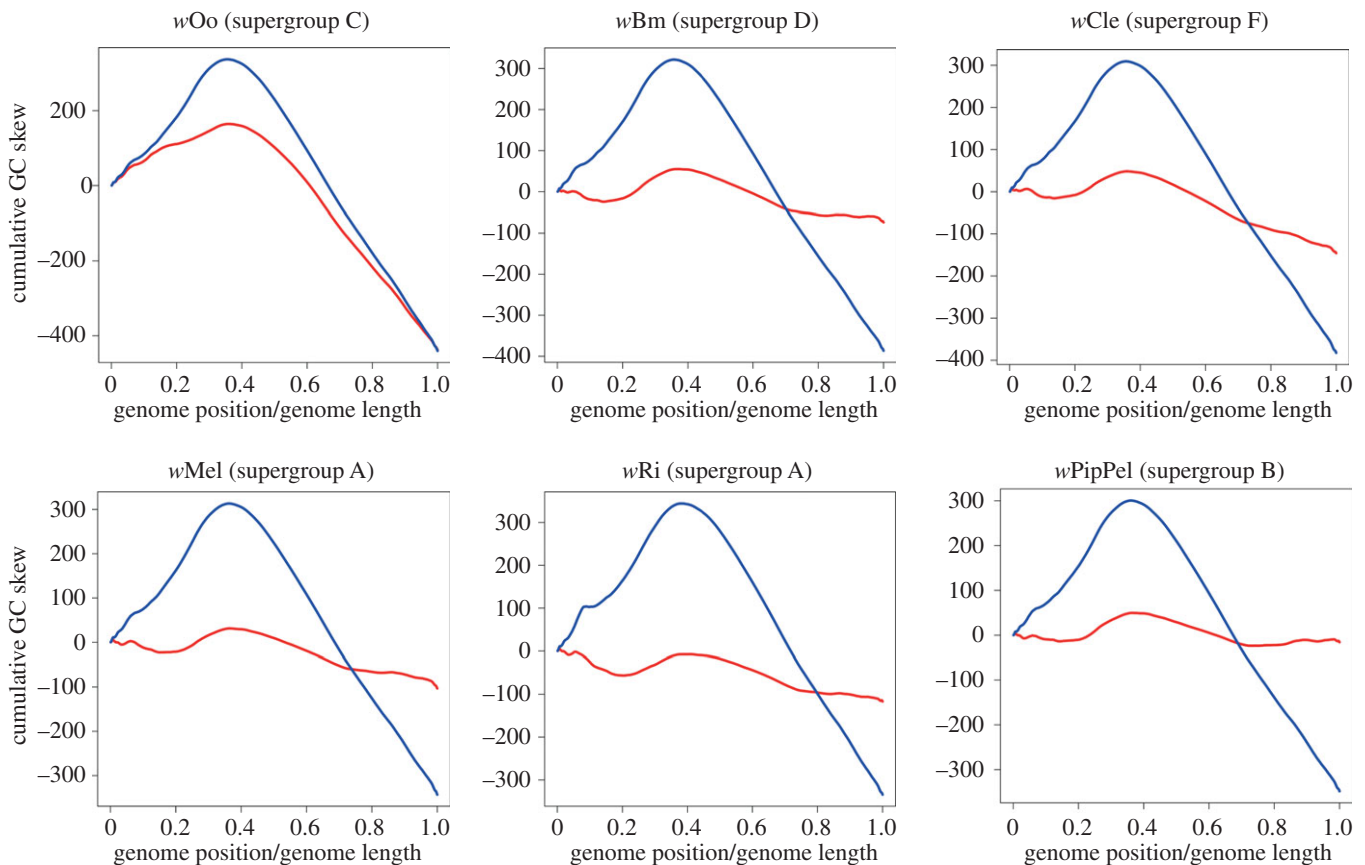 wOo (supergroup C)
wBm (supergroup D)
wCle (supergroup F)
cumulative GC skew
200
0
–200
–400
0 0.2 0.4 0.6 0.8 1.0
genome position/genome length
300
200
100
0
–100
–200
–300
–400
0 0.2 0.4 0.6 0.8 1.0
genome position/genome length
300
200
100
0
–100
–200
–300
–400
0 0.2 0.4 0.6 0.8 1.0
genome position/genome length
wMel (supergroup A)
wRi (supergroup A)
wPipPel (supergroup B)
cumulative GC skew
300
200
100
0
–100
–200
–300
0 0.2 0.4 0.6 0.8 1.0
genome position/genome length
300
200
100
0
–100
–200
–300
0 0.2 0.4 0.6 0.8 1.0
genome position/genome length
300
200
100
0
–100
–200
–300
0 0.2 0.4 0.6 0.8 1.0
genome position/genome length